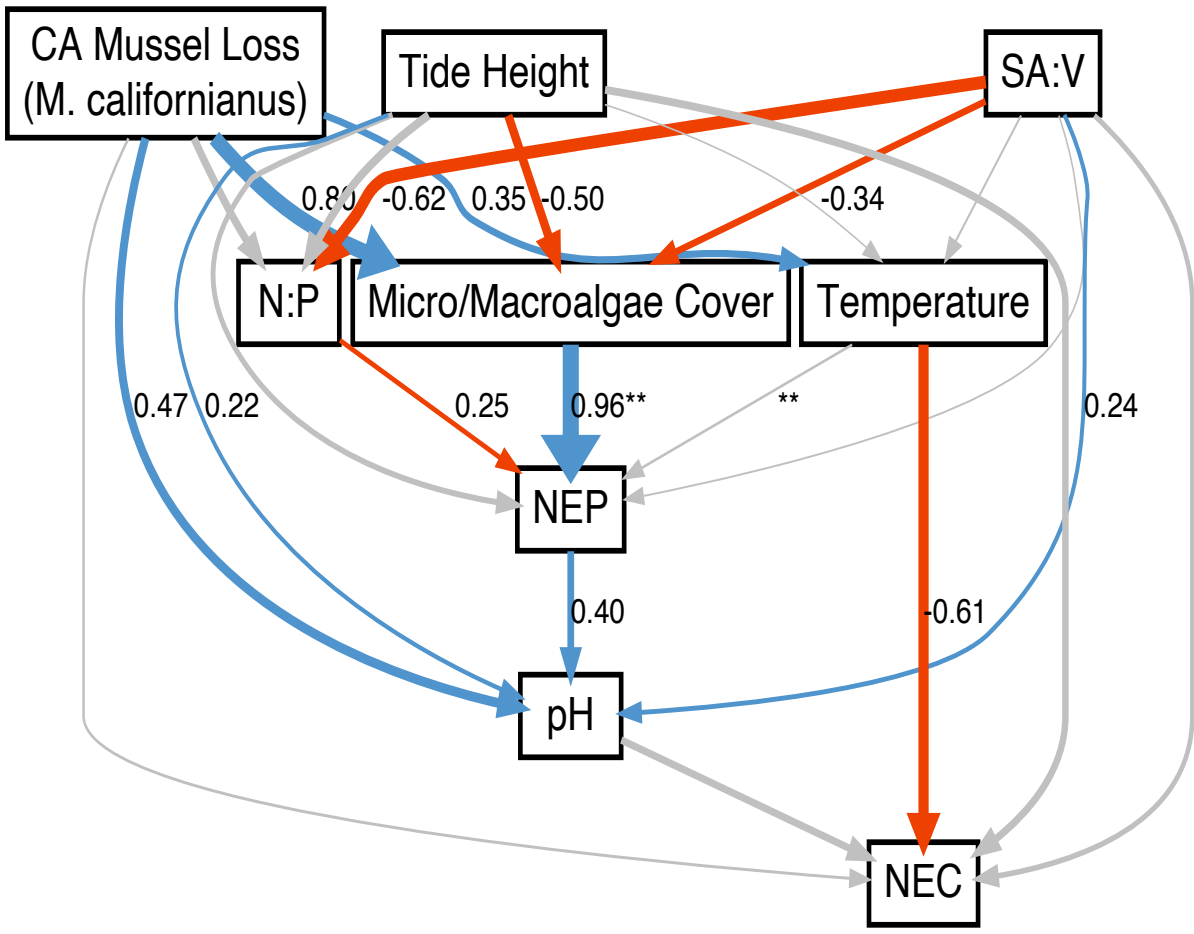 CA Mussel Loss
(M. californianus)
Tide Height
SA:V
0.80
-0.62
0.35
-0.50
-0.34
N:P
Micro/Macroalgae Cover
Temperature
0.47
0.22
0.25
0.96**
**
0.24
NEP
0.40
-0.61
pH
NEC